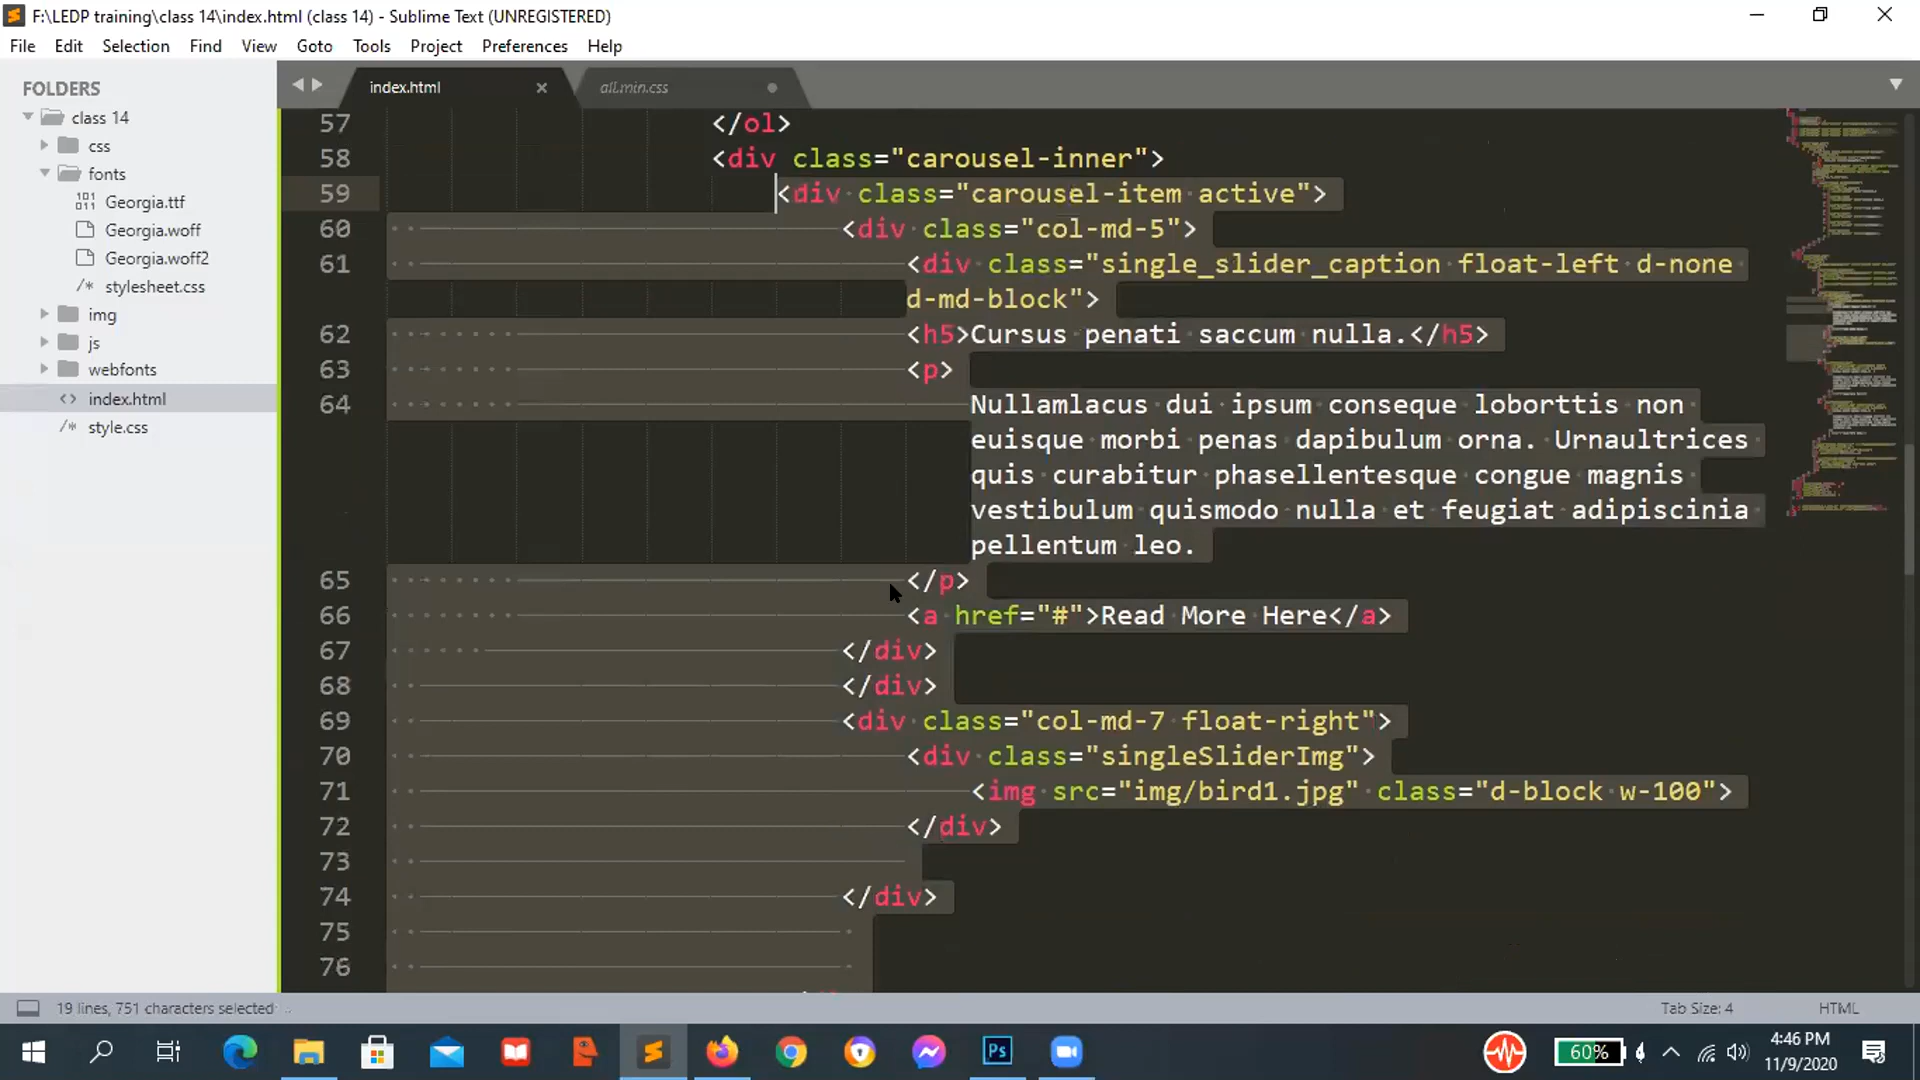 F:\LEDP training\class 14\index.html (class 14) - Sublime Text (UNREGISTERED)
File Edit Selection Find View Goto Tools Project Preferences Help
FOLDERS
class 14
css
fonts
Georgia.ttf
Georgia.woff
Georgia.woff2
/* stylesheet.css
img
js
webfonts
<> index.html
/* style.css
index.html
all.min.css
57 </ol>
58 <div class="carousel-inner">
59 <div class="carousel-item active">
60 <div class="col-md-5">
61 <div class="single_slider_caption float-left d-none
d-md-block">
62 <h5>Cursus penati saccum nulla.</h5>
63 <p>
64 Nullamlacus dui ipsum conseque loborttis non
euisque morbi penas dapibulum orna. Urnaultrices
quis curabitur phasellentesque congue magnis
vestibulum quismodo nulla et feugiat adipiscinia
pellentum leo.
65 </p>
66 <a href="#">Read More Here</a>
67 </div>
68 </div>
69 <div class="col-md-7 float-right">
70 <div class="singleSliderImg">
71 <img src="img/bird1.jpg" class="d-block w-100">
72 </div>
73
74 </div>
75
76
19 lines, 751 characters selected
Tab Size: 4
HTML
Ps
60%
4:46 PM
11/9/2020